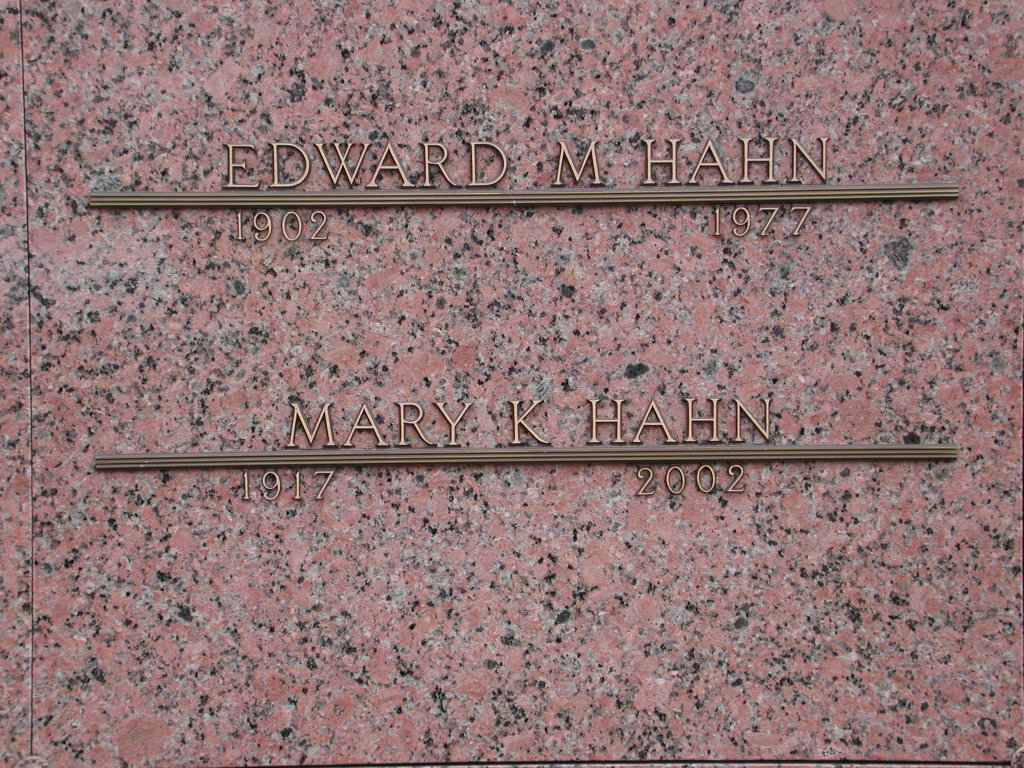 EDWARD M HAHN
1902 1977
MARY K HAHN
1917 2002